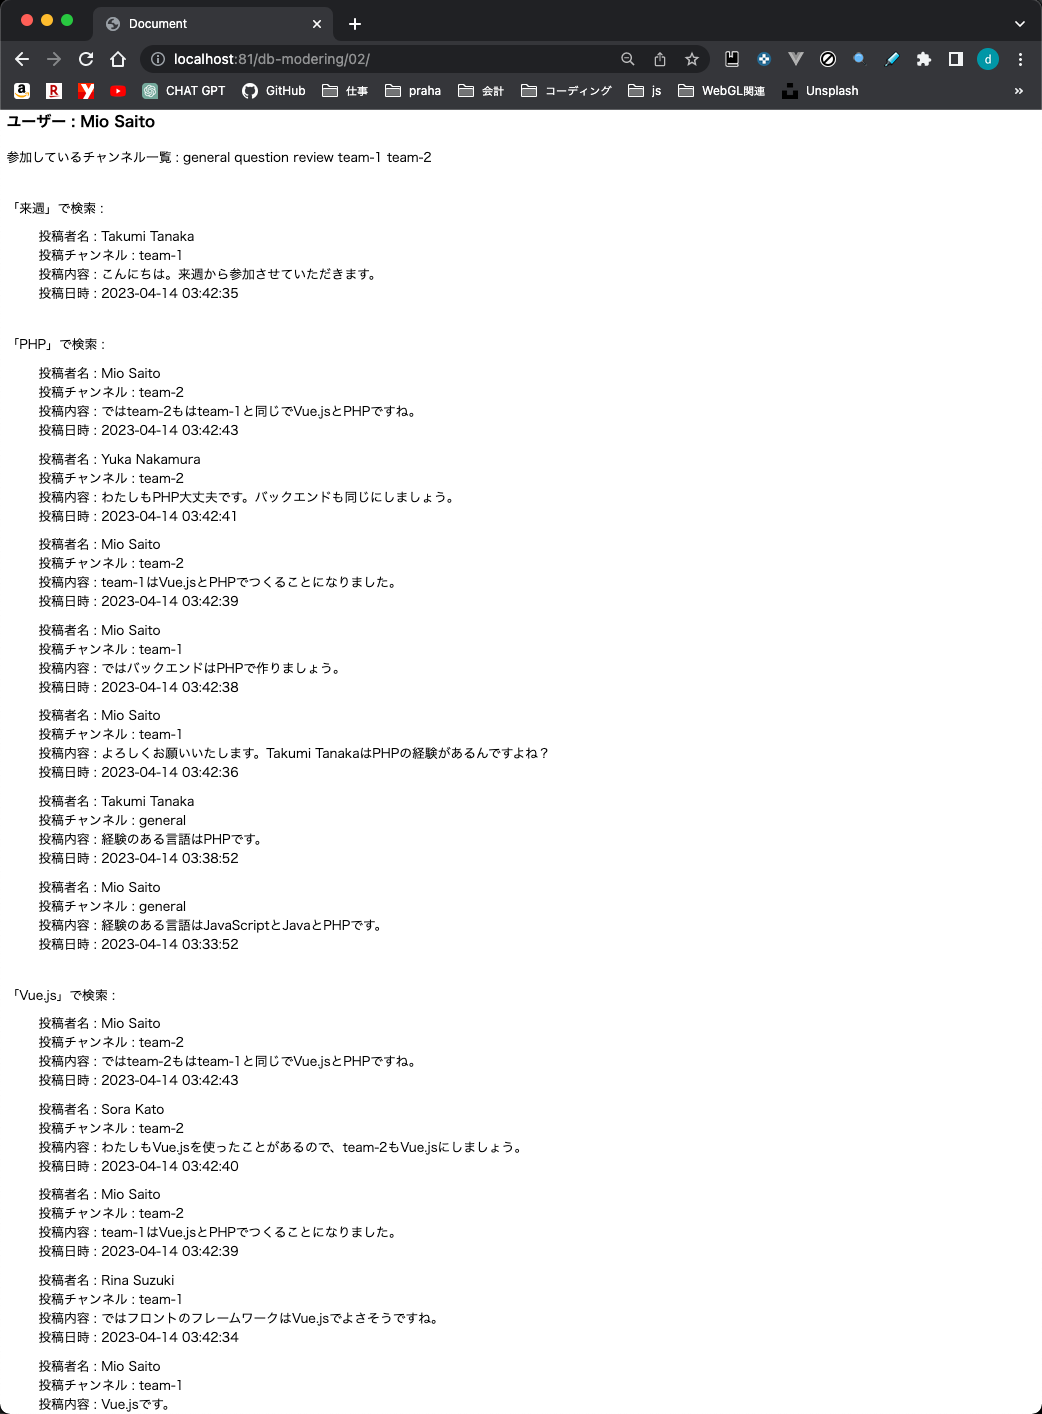 Document
localhost:81/db-modering/02/
d
CHAT GPT
GitHub
仕事
praha
会計
コーディング
js
WebGL関連
Unsplash
»
ユーザー : Mio Saito
参加しているチャンネル一覧 : general question review team-1 team-2
「来週」で検索 :
投稿者名 : Takumi Tanaka
投稿チャンネル : team-1
投稿内容 : こんにちは。来週から参加させていただきます。
投稿日時 : 2023-04-14 03:42:35
「PHP」で検索 :
投稿者名 : Mio Saito
投稿チャンネル : team-2
投稿内容 : ではteam-2もはteam-1と同じでVue.jsとPHPですね。
投稿日時 : 2023-04-14 03:42:43
投稿者名 : Yuka Nakamura
投稿チャンネル : team-2
投稿内容 : わたしもPHP大丈夫です。バックエンドも同じにしましょう。
投稿日時 : 2023-04-14 03:42:41
投稿者名 : Mio Saito
投稿チャンネル : team-2
投稿内容 : team-1はVue.jsとPHPでつくることになりました。
投稿日時 : 2023-04-14 03:42:39
投稿者名 : Mio Saito
投稿チャンネル : team-1
投稿内容 : ではバックエンドはPHPで作りましょう。
投稿日時 : 2023-04-14 03:42:38
投稿者名 : Mio Saito
投稿チャンネル : team-1
投稿内容 : よろしくお願いいたします。Takumi TanakaはPHPの経験があるんですよね？
投稿日時 : 2023-04-14 03:42:36
投稿者名 : Takumi Tanaka
投稿チャンネル : general
投稿内容 : 経験のある言語はPHPです。
投稿日時 : 2023-04-14 03:38:52
投稿者名 : Mio Saito
投稿チャンネル : general
投稿内容 : 経験のある言語はJavaScriptとJavaとPHPです。
投稿日時 : 2023-04-14 03:33:52
「Vue.js」で検索 :
投稿者名 : Mio Saito
投稿チャンネル : team-2
投稿内容 : ではteam-2もはteam-1と同じでVue.jsとPHPですね。
投稿日時 : 2023-04-14 03:42:43
投稿者名 : Sora Kato
投稿チャンネル : team-2
投稿内容 : わたしもVue.jsを使ったことがあるので、team-2もVue.jsにしましょう。
投稿日時 : 2023-04-14 03:42:40
投稿者名 : Mio Saito
投稿チャンネル : team-2
投稿内容 : team-1はVue.jsとPHPでつくることになりました。
投稿日時 : 2023-04-14 03:42:39
投稿者名 : Rina Suzuki
投稿チャンネル : team-1
投稿内容 : ではフロントのフレームワークはVue.jsでよさそうですね。
投稿日時 : 2023-04-14 03:42:34
投稿者名 : Mio Saito
投稿チャンネル : team-1
投稿内容 : Vue.jsです。